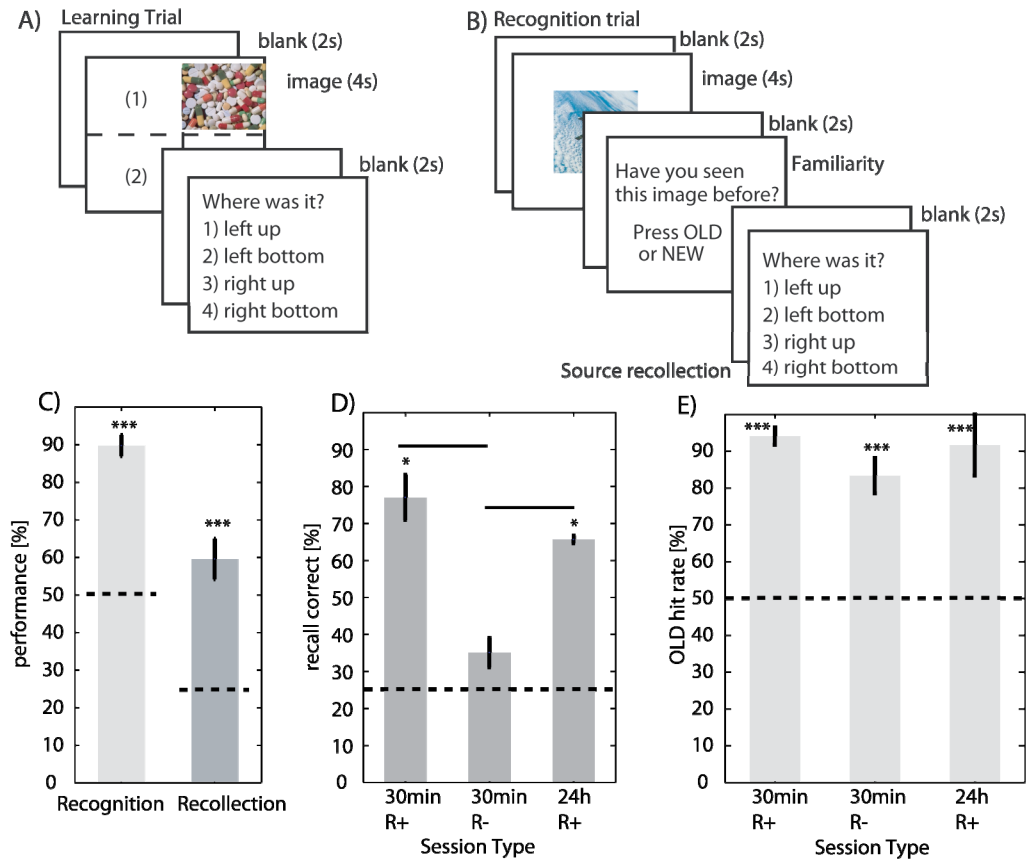 A)
Learning Trial
blank (2s)
image (4s)
(1)
(2)
blank (2s)
Where was it?
1) left up
2) left bottom
3) right up
4) right bottom
B)
Recognition trial
blank (2s)
image (4s)
blank (2s)
Familiarity
Have you seen
this image before?
Press OLD
or NEW
blank (2s)
Where was it?
1) left up
2) left bottom
3) right up
4) right bottom
Source recollection
C)
performance [%]
90
80
70
60
50
40
30
20
10
0
***
***
Recognition
Recollection
D)
recall correct [%]
90
80
70
60
50
40
30
20
10
0
*
*
30min 30min 24h
R+ R- R+
Session Type
E)
OLD hit rate [%]
90
80
70
60
50
40
30
20
10
0
***
***
***
30min 30min 24h
R+ R- R+
Session Type